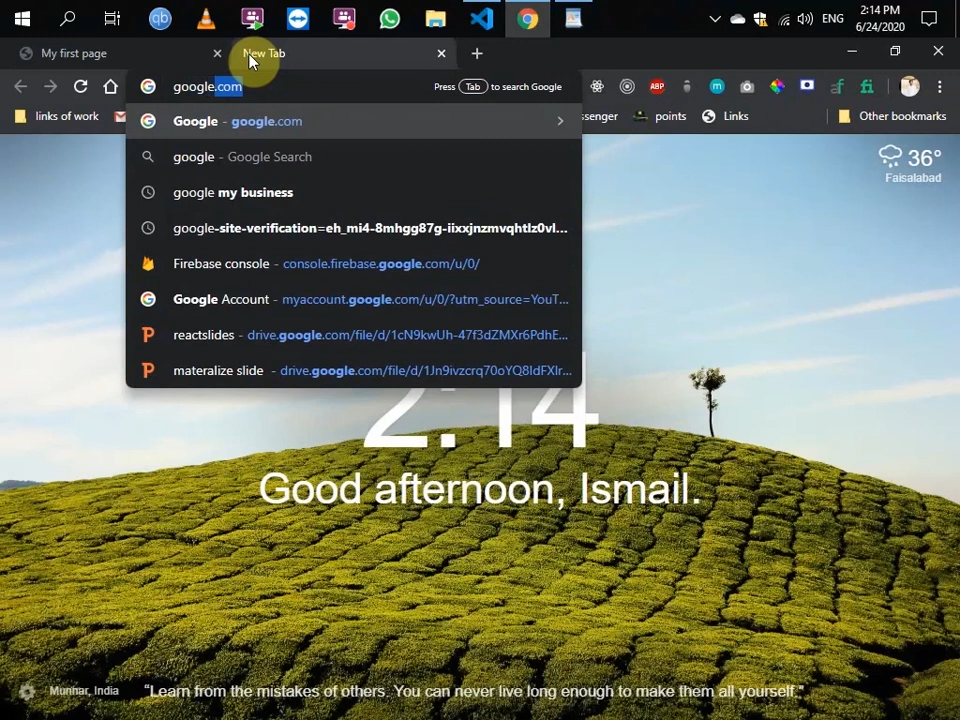 2:14 PM
ENG
6/24/2020
My first page
New Tab
google.com
Press Tab to search Google
ABP
links of work
ssenger
points
Links
Other bookmarks
Google - google.com
google - Google Search
google my business
google-site-verification=eh_mi4-8mhgg87g-iixxjnzmvqhtlz0vl...
Firebase console - console.firebase.google.com/u/0/
Google Account - myaccount.google.com/u/0/?utm_source=YouT...
reactslides - drive.google.com/file/d/1cN9kwUh-47f3dZMXr6PdhE...
materalize slide - drive.google.com/file/d/1Jn9ivzcrq70oYQ8IdFXIr...
36°
Faisalabad
2:14
Good afternoon, Ismail.
Munnar, India
“Learn from the mistakes of others. You can never live long enough to make them all yourself.”